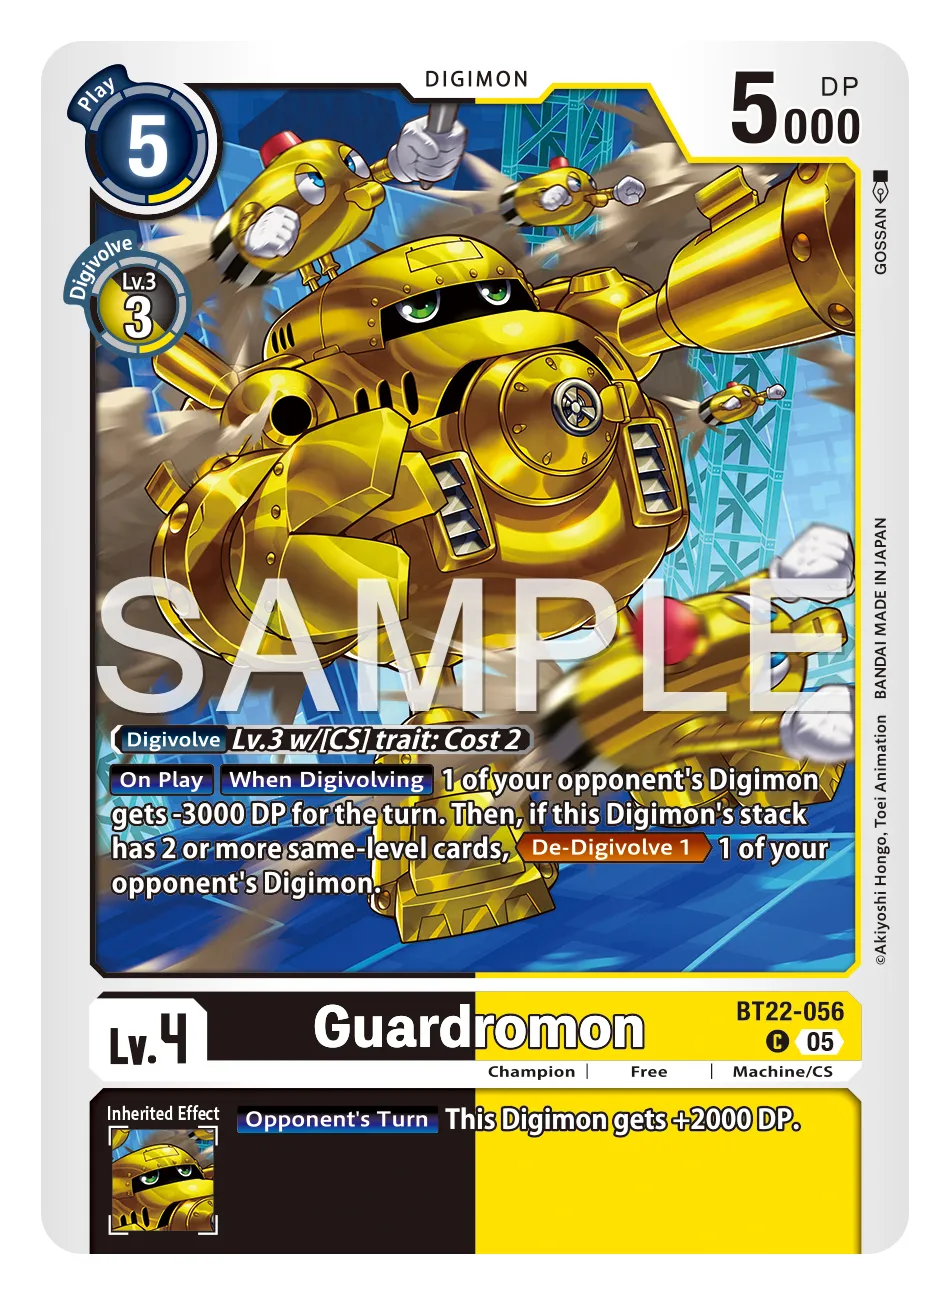 DIGIMON
Play
5
DP
5000
Digivolve
Lv.3
3
GOSSAN
SAMPLE
BANDAI MADE IN JAPAN
©Akiyoshi Hongo, Toei Animation
Digivolve Lv.3 w/[CS] trait: Cost 2
On Play When Digivolving 1 of your opponent's Digimon
gets -3000 DP for the turn. Then, if this Digimon's stack
has 2 or more same-level cards, De-Digivolve 1 1 of your
opponent's Digimon.
Lv.4
Guardromon
BT22-056
C 05
Champion | Free | Machine/CS
Inherited Effect
Opponent's Turn This Digimon gets +2000 DP.